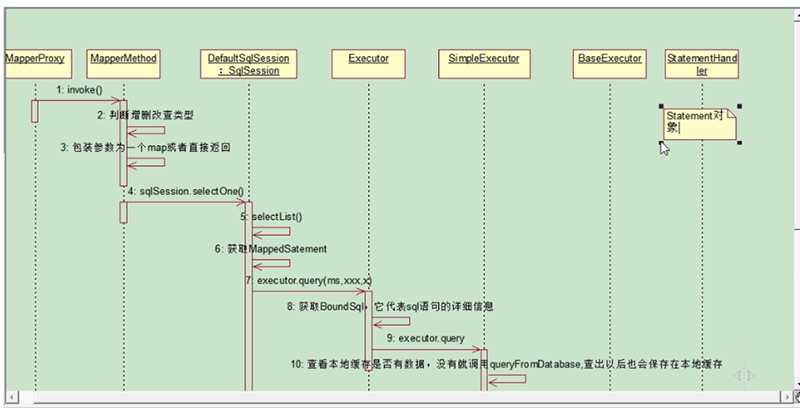 MapperProxy
MapperMethod
DefaultSqlSession
: SqlSession
Executor
SimpleExecutor
BaseExecutor
StatementHand
ler
1: invoke()
Statement对
象
2: 判断增删改查类型
3: 包装参数为一个map或者直接返回
4: sqlSession.selectOne()
5: selectList()
6: 获取MappedSatement
7: executor.query(ms,xxx,x)
8: 获取BoundSql，它代表sql语句的详细信息
9: executor.query
10: 查看本地缓存是否有数据，没有就调用queryFromDatabase,查出以后也会保存在本地缓存